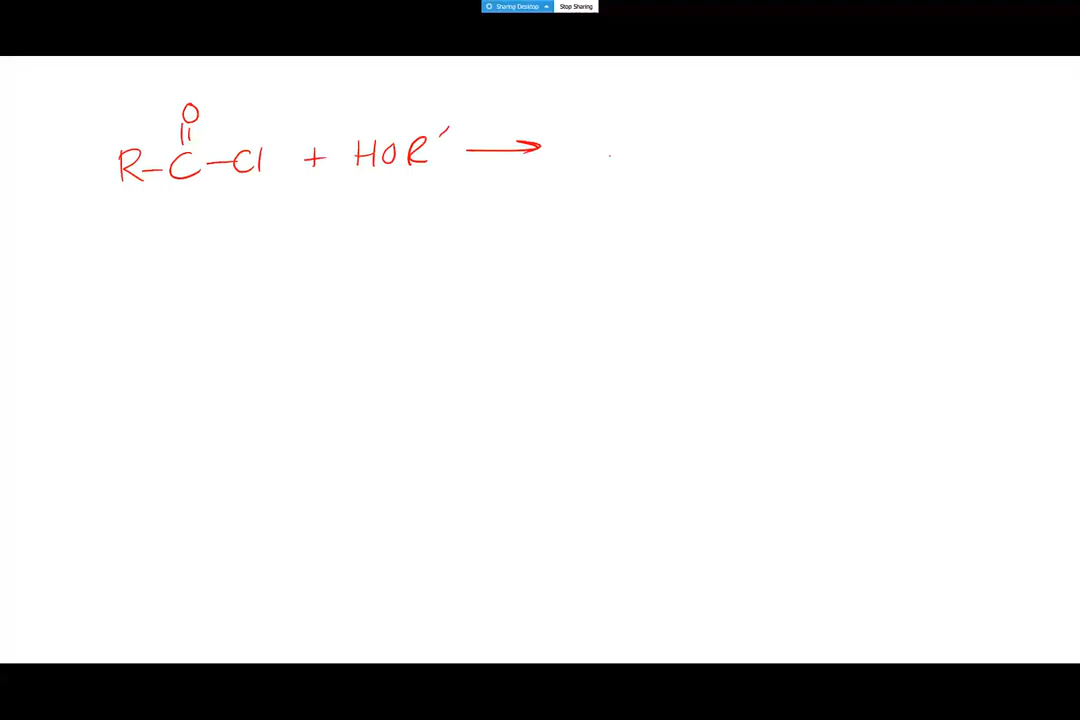 Sharing Desktop Stop Sharing
O
R-C-Cl + HOR′ →